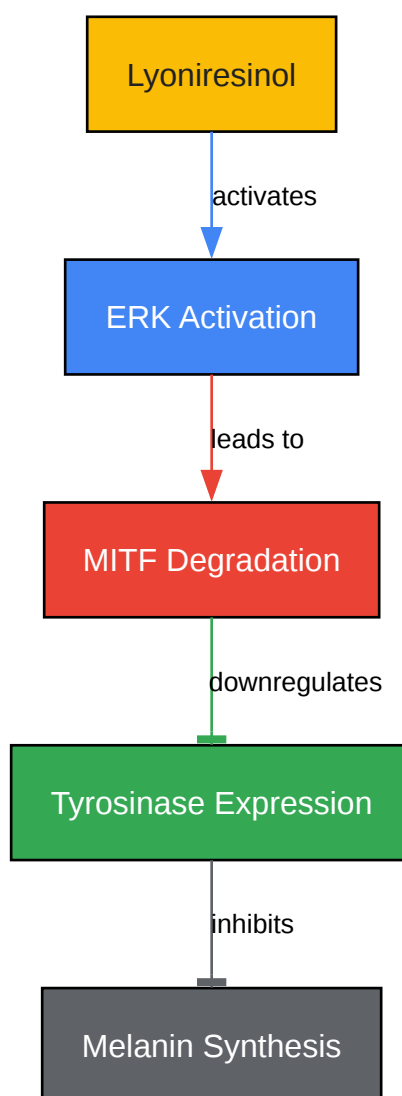 Lyoniresinol
activates
ERK Activation
leads to
MITF Degradation
downregulates
Tyrosinase Expression
inhibits
Melanin Synthesis